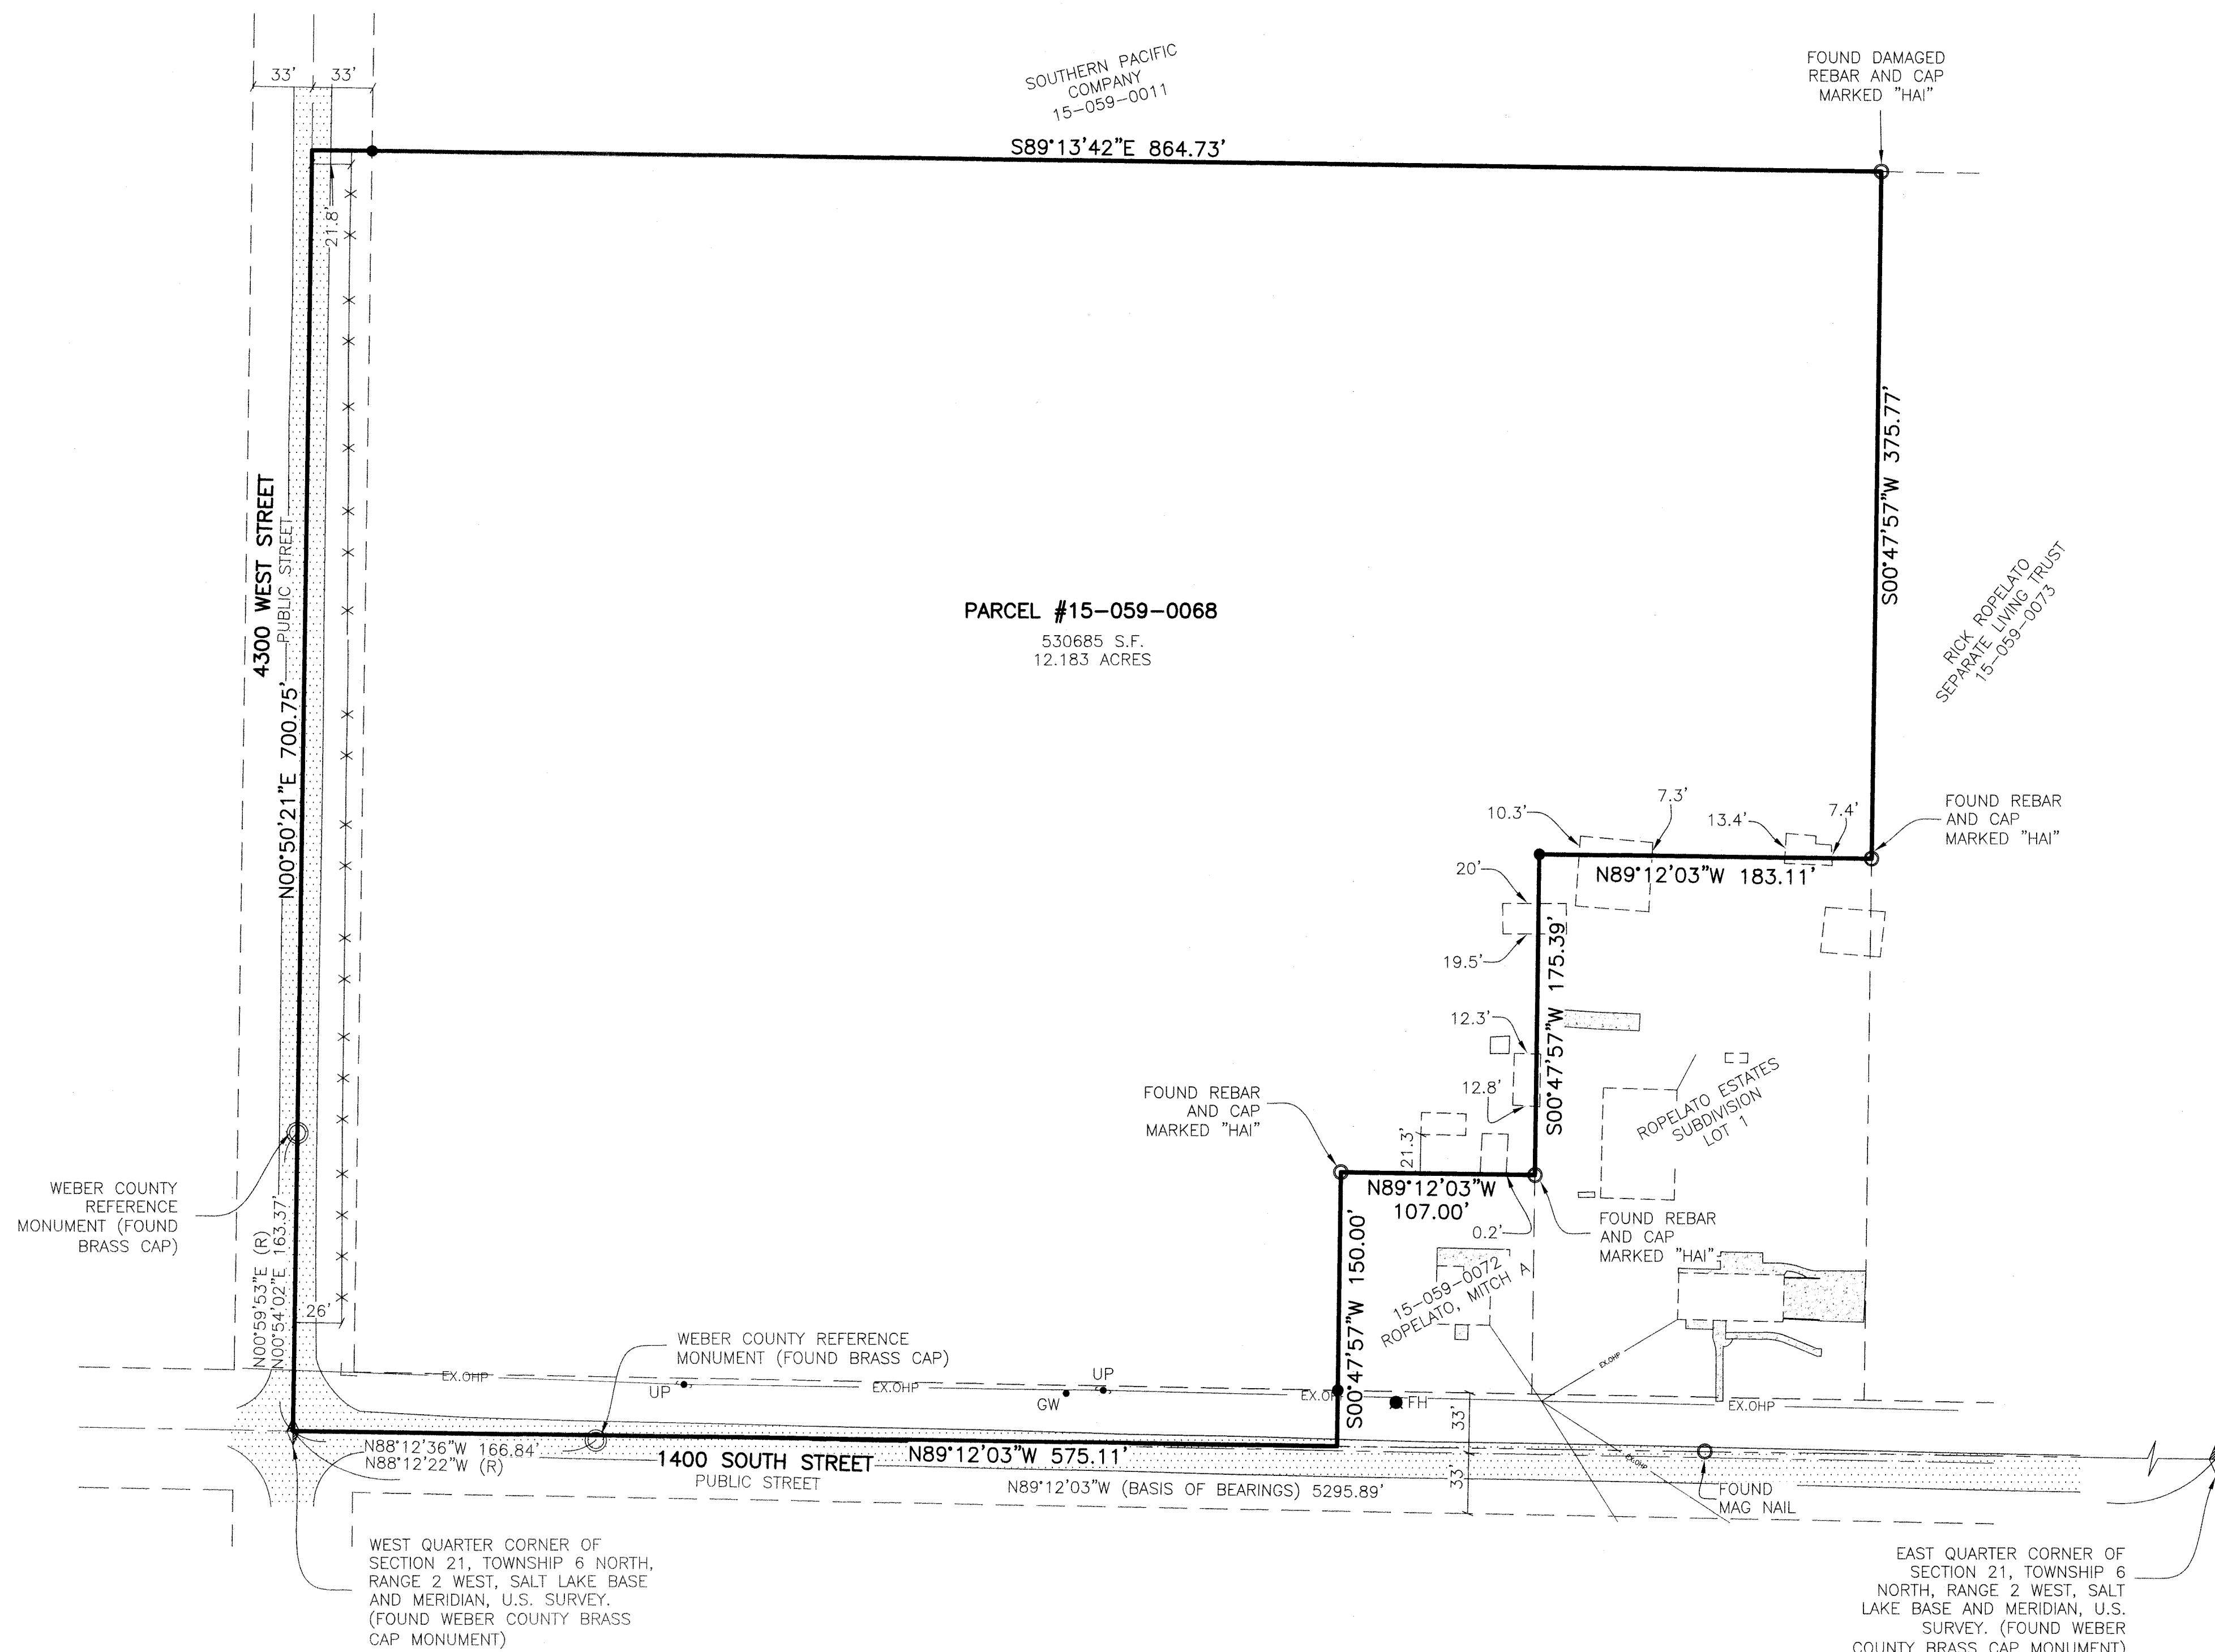 33'
33'
SOUTHERN PACIFIC
COMPANY
15-059-0011
FOUND DAMAGED
REBAR AND CAP
MARKED "HAI"
S89°13'42"E 864.73'
21.8'
S00°47'57"W 375.77'
4300 WEST STREET
PUBLIC STREET
N00°50'21"E 700.75'
PARCEL #15-059-0068
530685 S.F.
12.183 ACRES
RICK ROPELATO
SEPARATE LIVING TRUST
15-059-0073
10.3'
7.3'
13.4'
7.4'
FOUND REBAR
AND CAP
MARKED "HAI"
N89°12'03"W 183.11'
20'
19.5'
S00°47'57"W 175.39'
12.3'
12.8'
FOUND REBAR
AND CAP
MARKED "HAI"
21.3'
ROPELATO ESTATES
SUBDIVISION
LOT 1
N89°12'03"W
107.00'
0.2'
FOUND REBAR
AND CAP
MARKED "HAI"
WEBER COUNTY
REFERENCE
MONUMENT (FOUND
BRASS CAP)
N00°59'53"E (R)
N00°54'02"E 163.37'
26'
S00°47'57"W 150.00'
15-059-0072
ROPELATO, MITCH A
WEBER COUNTY REFERENCE
MONUMENT (FOUND BRASS CAP)
EX.OHP
UP
EX.OHP
GW
UP
EX.OHP
FH
EX.OHP
EX.OHP
EX.OHP
33'
33'
N88°12'36"W 166.84'
N88°12'22"W (R)
1400 SOUTH STREET
PUBLIC STREET
N89°12'03"W 575.11'
N89°12'03"W (BASIS OF BEARINGS) 5295.89'
FOUND
MAG NAIL
WEST QUARTER CORNER OF
SECTION 21, TOWNSHIP 6 NORTH,
RANGE 2 WEST, SALT LAKE BASE
AND MERIDIAN, U.S. SURVEY.
(FOUND WEBER COUNTY BRASS
CAP MONUMENT)
EAST QUARTER CORNER OF
SECTION 21, TOWNSHIP 6
NORTH, RANGE 2 WEST, SALT
LAKE BASE AND MERIDIAN, U.S.
SURVEY. (FOUND WEBER
COUNTY BRASS CAP MONUMENT)